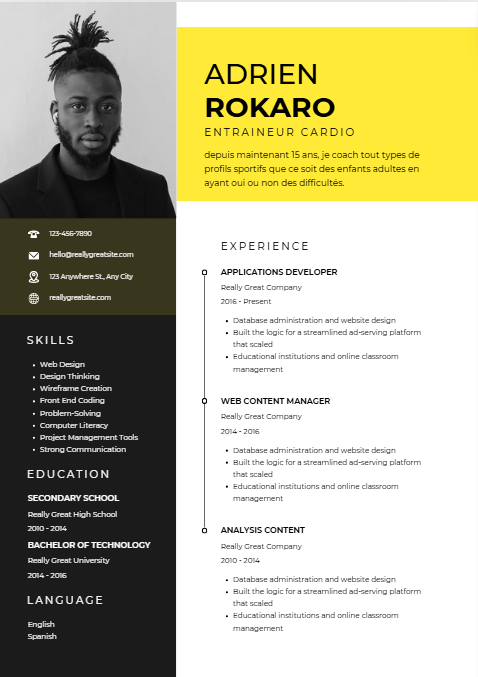 ADRIEN
ROKARO
ENTRAINEUR CARDIO
depuis maintenant 15 ans, je coach tout types de
profils sportifs que ce soit des enfants adultes en
ayant oui ou non des difficultés.
123-456-7890
hello@reallygreatsite.com
123 Anywhere St., Any City
reallygreatsite.com
SKILLS
• Web Design
• Design Thinking
• Wireframe Creation
• Front End Coding
• Problem-Solving
• Computer Literacy
• Project Management Tools
• Strong Communication
EDUCATION
SECONDARY SCHOOL
Really Great High School
2010 - 2014
BACHELOR OF TECHNOLOGY
Really Great University
2014 - 2016
LANGUAGE
English
Spanish
EXPERIENCE
APPLICATIONS DEVELOPER
Really Great Company
2016 - Present
• Database administration and website design
• Built the logic for a streamlined ad-serving platform
that scaled
• Educational institutions and online classroom
management
WEB CONTENT MANAGER
Really Great Company
2014 - 2016
• Database administration and website design
• Built the logic for a streamlined ad-serving platform
that scaled
• Educational institutions and online classroom
management
ANALYSIS CONTENT
Really Great Company
2010 - 2014
• Database administration and website design
• Built the logic for a streamlined ad-serving platform
that scaled
• Educational institutions and online classroom
management